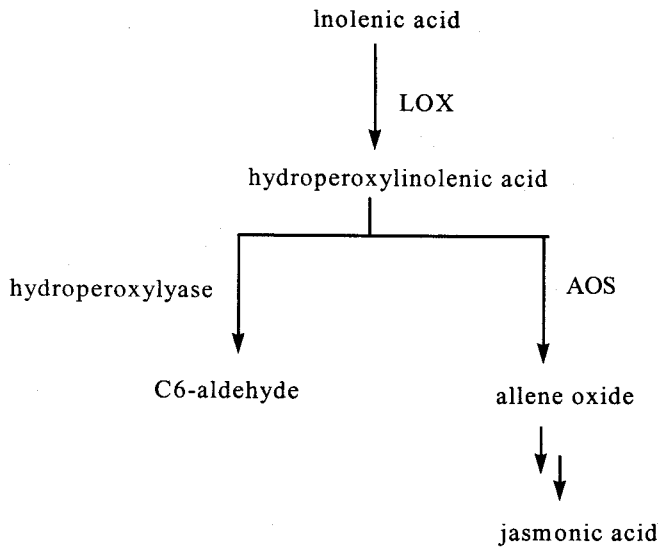 lnolenic acid
LOX
hydroperoxylinolenic acid
hydroperoxylyase
AOS
C6-aldehyde
allene oxide
jasmonic acid